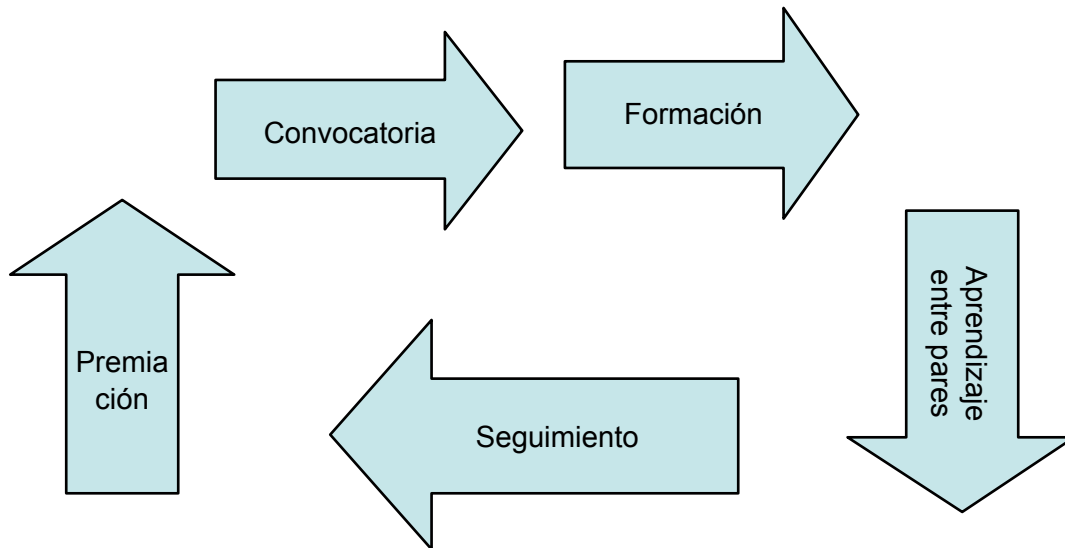 Convocatoria
Formación
Aprendizaje
entre pares
Seguimiento
Premia
ción